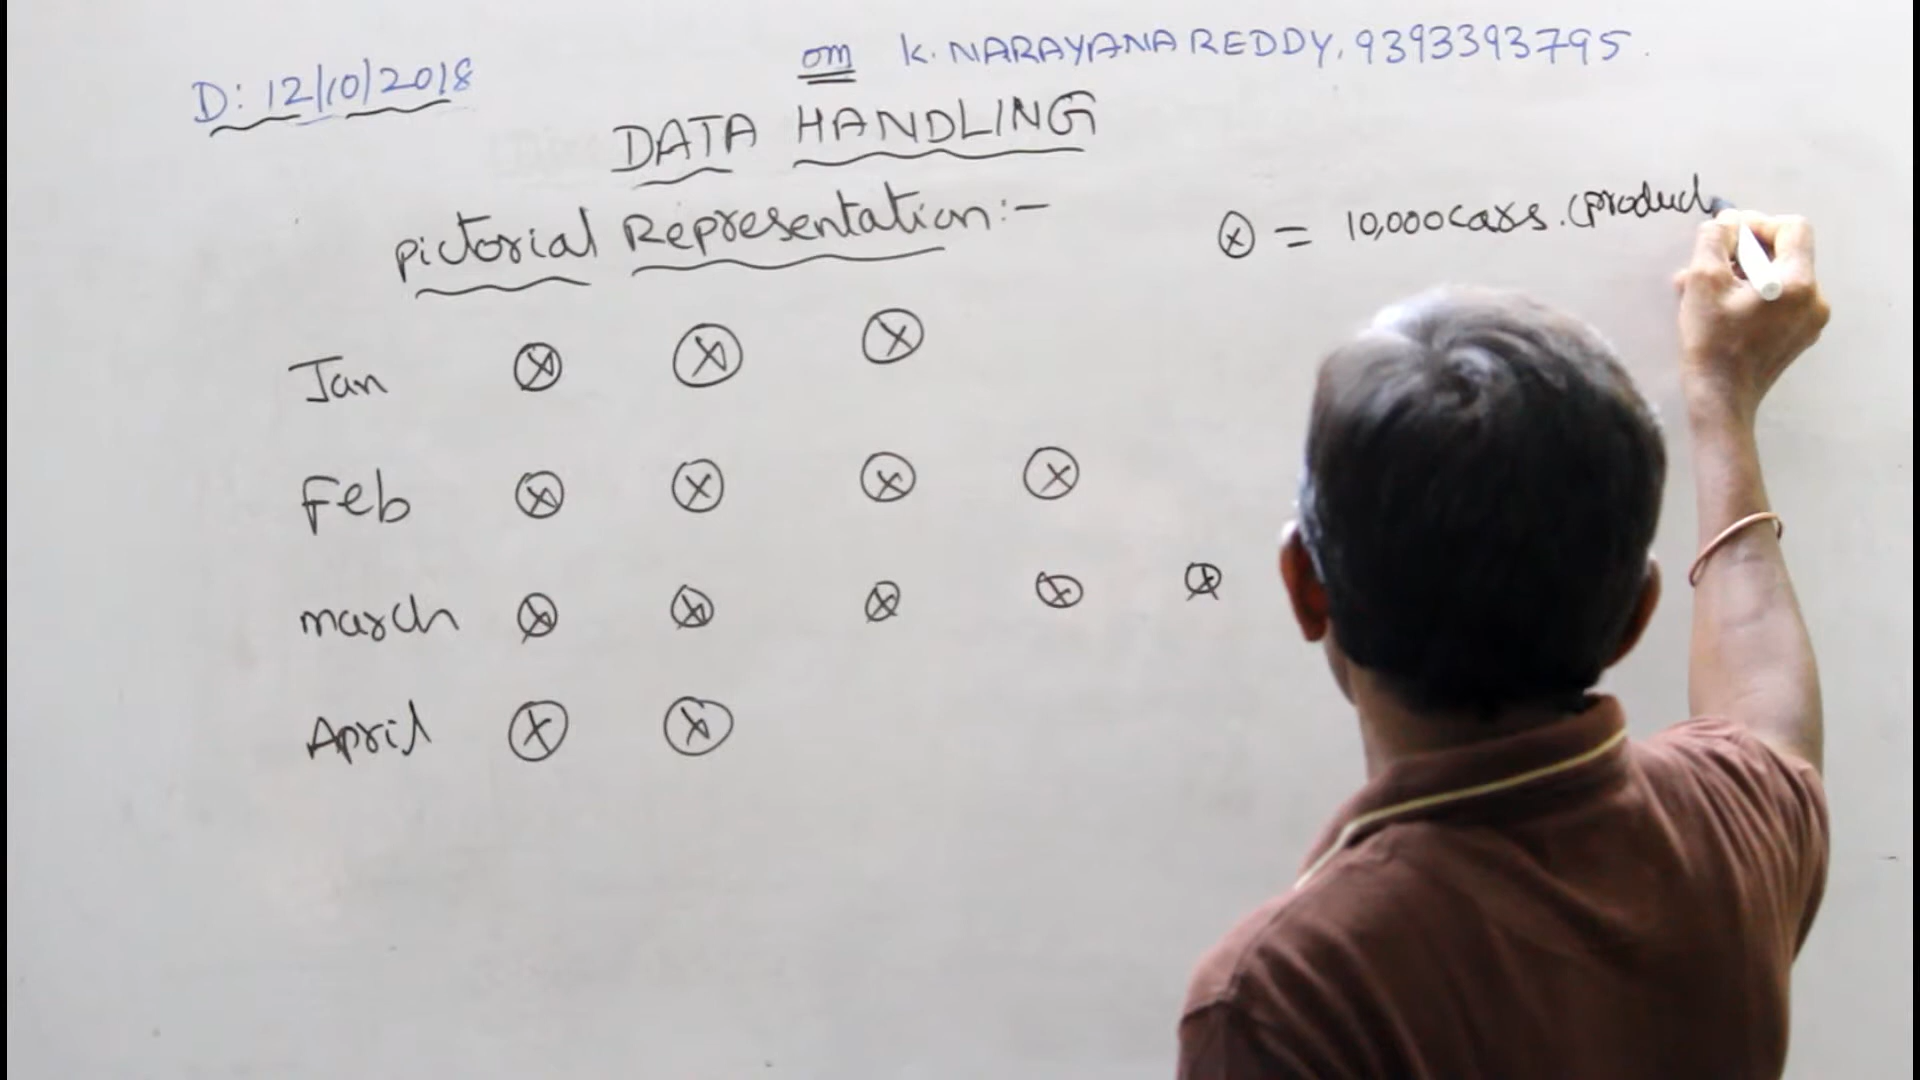 om K. NARAYANA REDDY, 9393393795.
D: 12/10/2018
DATA HANDLING
Pictorial Representation:-
ⓧ = 10,000 cars. (product
Jan ⓧ ⓧ ⓧ
Feb ⓧ ⓧ ⓧ ⓧ
march ⓧ ⓧ ⓧ ⓧ ⓧ
April ⓧ ⓧ